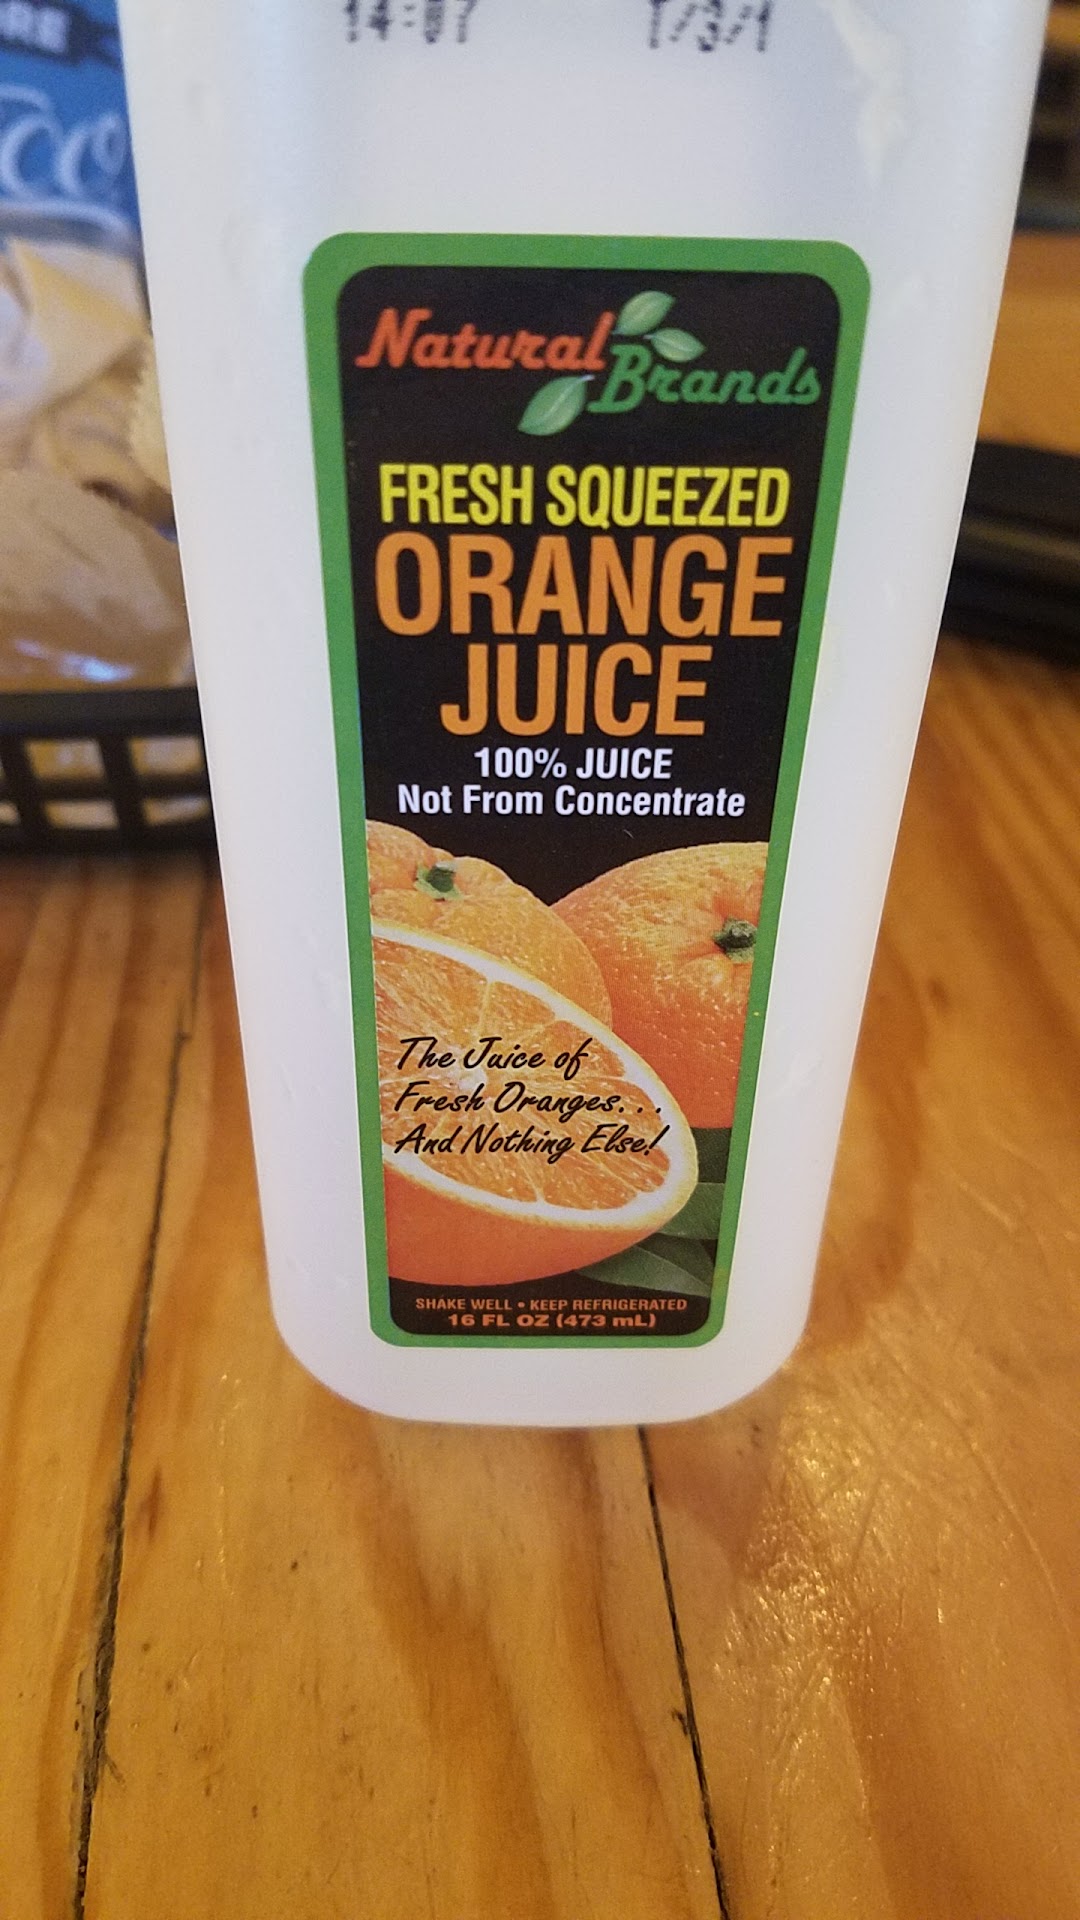 Natural
Brands
FRESH SQUEEZED
ORANGE
JUICE
100% JUICE
Not From Concentrate
The Juice of
Fresh Oranges...
And Nothing Else!
SHAKE WELL • KEEP REFRIGERATED
16 FL OZ (473 mL)